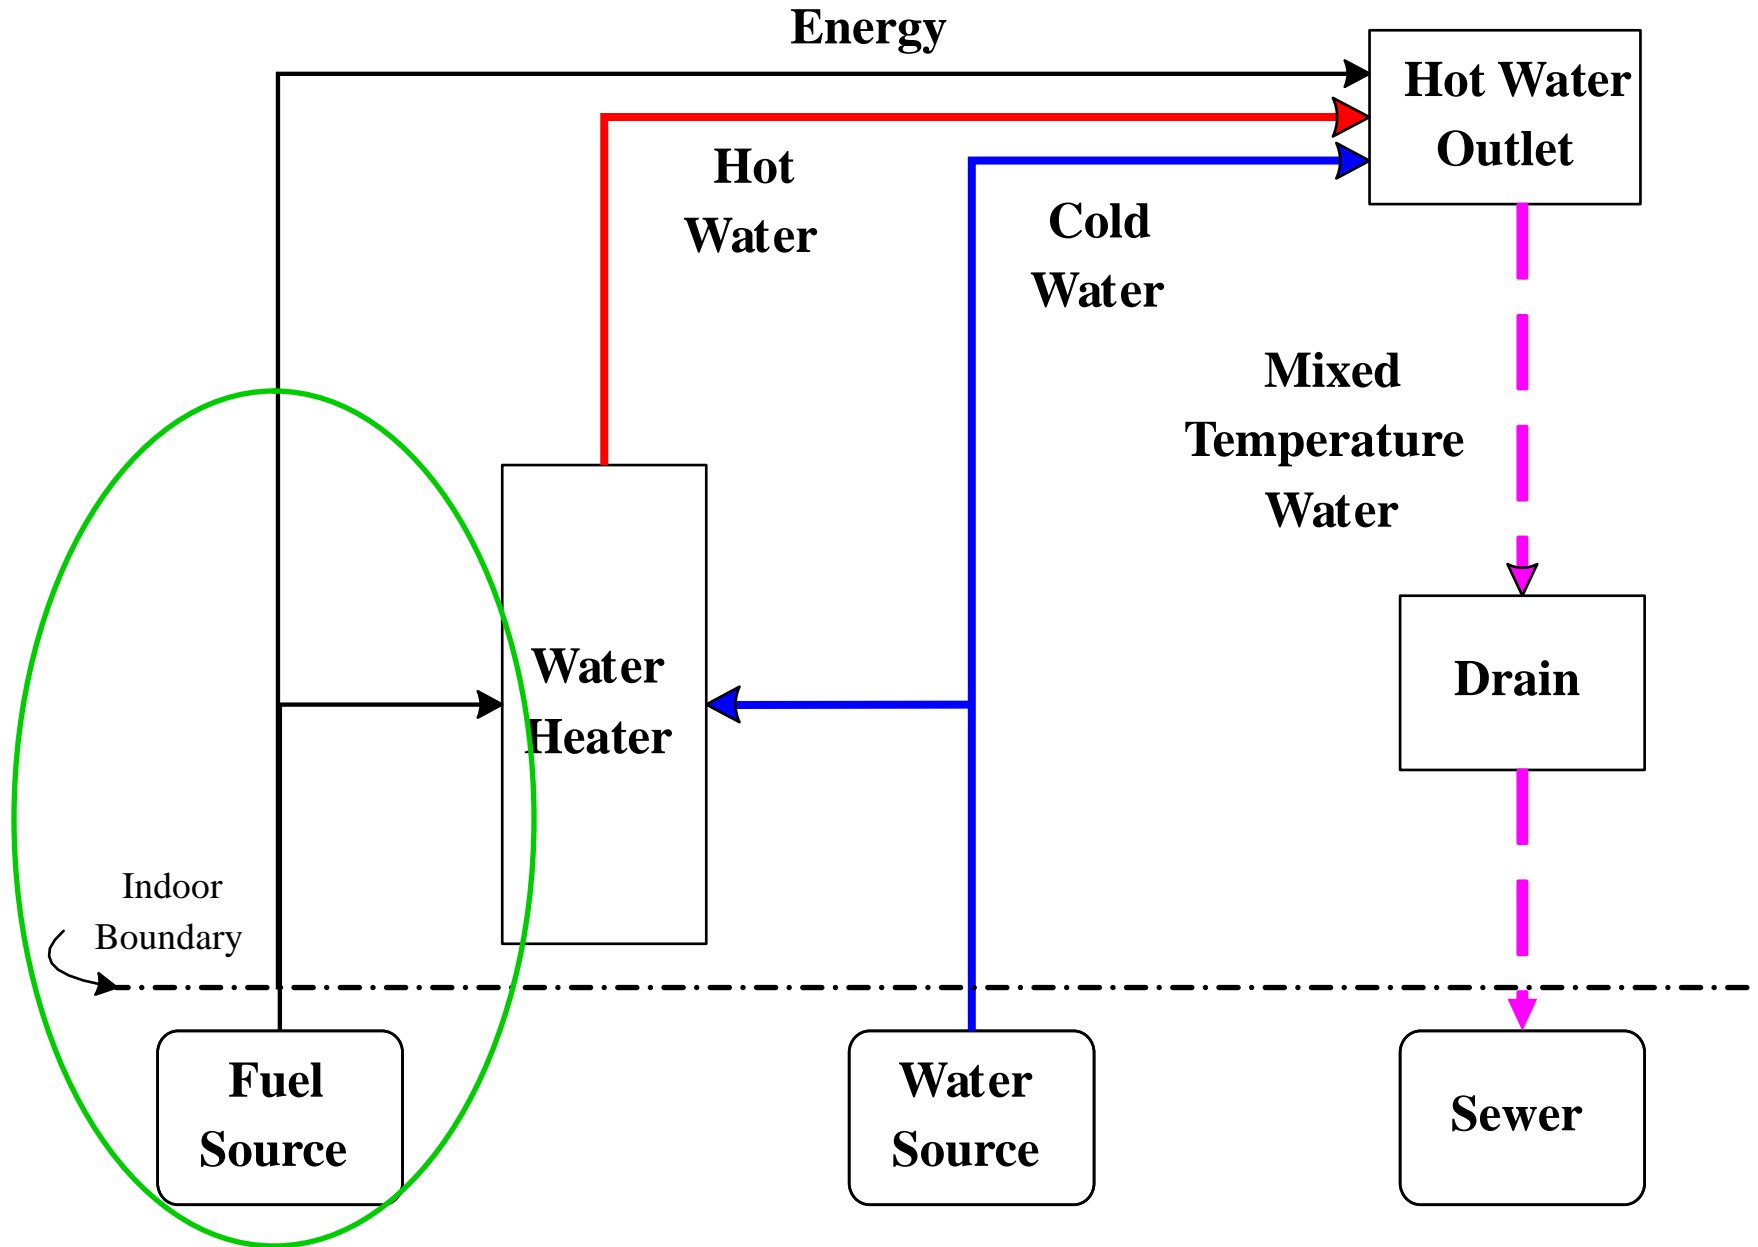 Energy
Hot Water
Outlet
Hot
Water
Cold
Water
Mixed
Temperature
Water
Water
Heater
Drain
Indoor
Boundary
Fuel
Source
Water
Source
Sewer